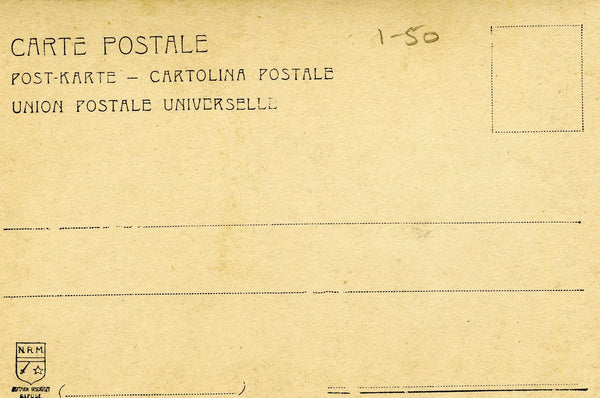 CARTE POSTALE
1-50
POST-KARTE – CARTOLINA POSTALE
UNION POSTALE UNIVERSELLE
N.R.M.